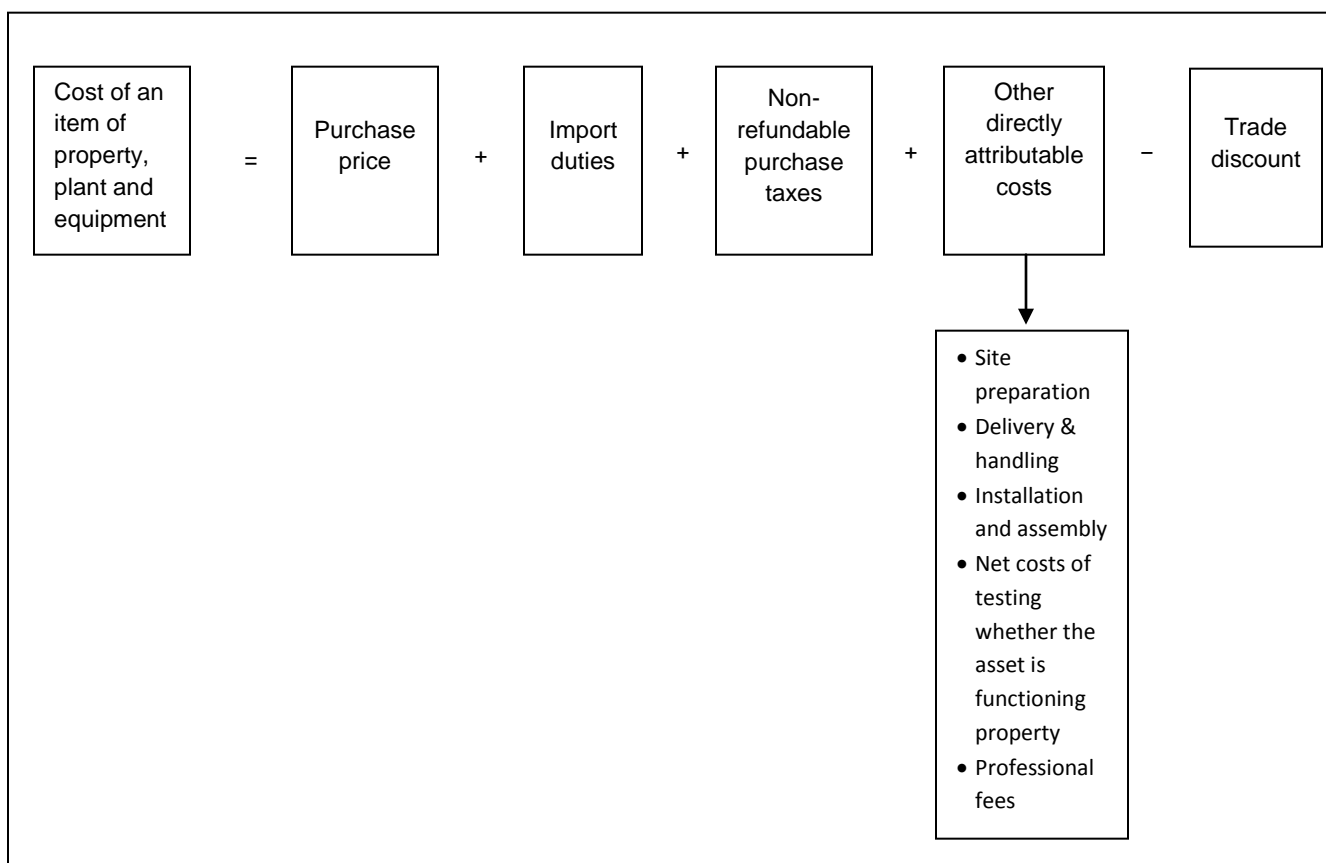 Cost of an
item of
property,
plant and
equipment
=
Purchase
price
+
Import
duties
+
Non-
refundable
purchase
taxes
+
Other
directly
attributable
costs
−
Trade
discount
• Site
preparation
• Delivery &
handling
• Installation
and assembly
• Net costs of
testing
whether the
asset is
functioning
property
• Professional
fees